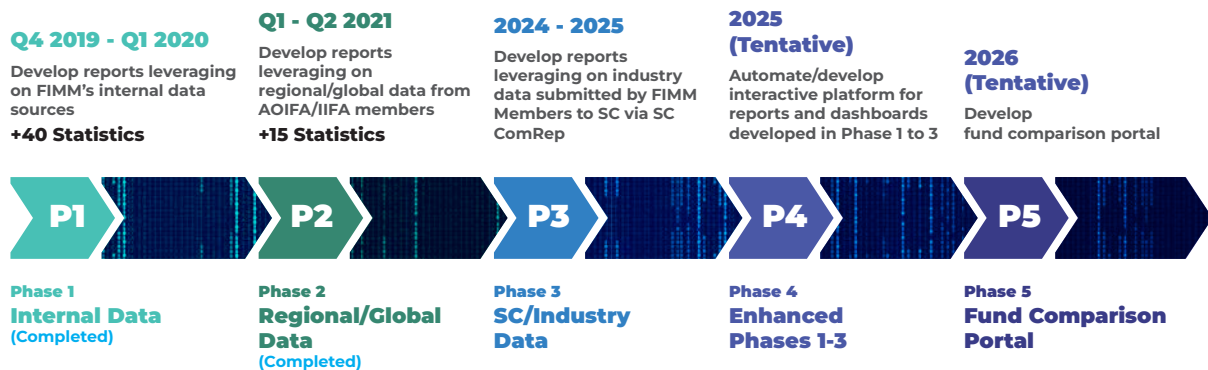 Q4 2019 - Q1 2020
Develop reports leveraging
on FIMM's internal data
sources
+40 Statistics
Q1 - Q2 2021
Develop reports
leveraging on
regional/global data from
AOIFA/IIFA members
+15 Statistics
2024 - 2025
Develop reports
leveraging on industry
data submitted by FIMM
Members to SC via SC
ComRep
2025
(Tentative)
Automate/develop
interactive platform for
reports and dashboards
developed in Phase 1 to 3
2026
(Tentative)
Develop
fund comparison portal
P1
P2
P3
P4
P5
Phase 1
Internal Data
(Completed)
Phase 2
Regional/Global
Data
(Completed)
Phase 3
SC/Industry
Data
Phase 4
Enhanced
Phases 1-3
Phase 5
Fund Comparison
Portal